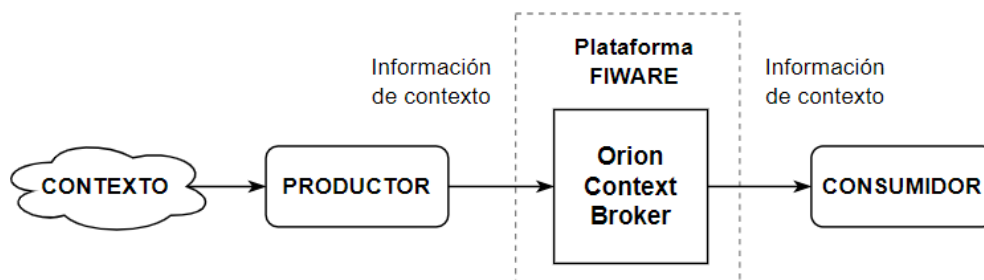 Plataforma
FIWARE
Información
de contexto
Información
de contexto
CONTEXTO
PRODUCTOR
Orion
Context
Broker
CONSUMIDOR